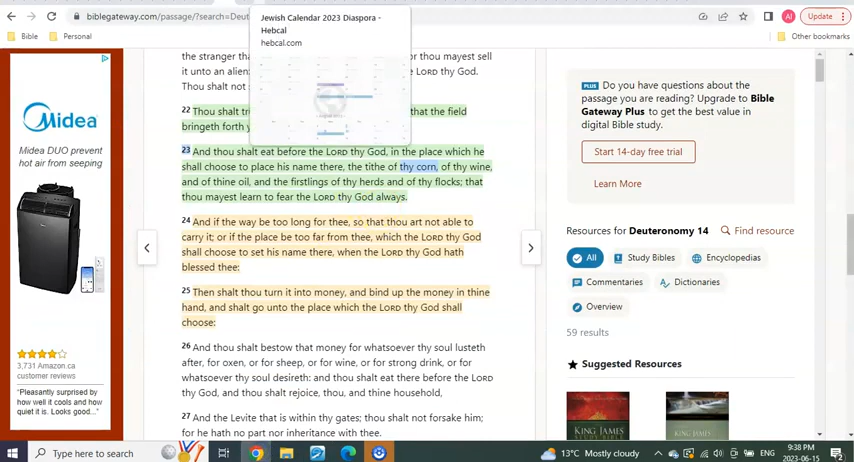 biblegateway.com/passage/?search=Deut
AI
Update
Bible
Personal
Other bookmarks
Jewish Calendar 2023 Diaspora -
Hebcal
hebcal.com
Midea
Midea DUO prevent
hot air from seeping
3,731 Amazon.ca
customer reviews
"Pleasantly surprised by
how well it cools and how
quiet it is. Looks good..."
the stranger tha
or thou mayest sell
it unto an alien
LORD thy God.
Thou shalt not s
22 Thou shalt tr
that the field
bringeth forth y
23 And thou shalt eat before the LORD thy God, in the place which he
shall choose to place his name there, the tithe of thy corn, of thy wine,
and of thine oil, and the firstlings of thy herds and of thy flocks; that
thou mayest learn to fear the LORD thy God always.
24 And if the way be too long for thee, so that thou art not able to
carry it; or if the place be too far from thee, which the LORD thy God
shall choose to set his name there, when the LORD thy God hath
blessed thee:
25 Then shalt thou turn it into money, and bind up the money in thine
hand, and shalt go unto the place which the LORD thy God shall
choose:
26 And thou shalt bestow that money for whatsoever thy soul lusteth
after, for oxen, or for sheep, or for wine, or for strong drink, or for
whatsoever thy soul desireth: and thou shalt eat there before the LORD
thy God, and thou shalt rejoice, thou, and thine household,
27 And the Levite that is within thy gates; thou shalt not forsake him;
for he hath no part nor inheritance with thee.
PLUS Do you have questions about the
passage you are reading? Upgrade to Bible
Gateway Plus to get the best value in
digital Bible study.
Start 14-day free trial
Learn More
Resources for Deuteronomy 14
Find resource
All
Study Bibles
Encyclopedias
Commentaries
Dictionaries
Overview
59 results
Suggested Resources
KING JAMES
STUDY BIBLE
KING JAMES
Type here to search
13°C Mostly cloudy
ENG
9:38 PM
2023-06-15
2